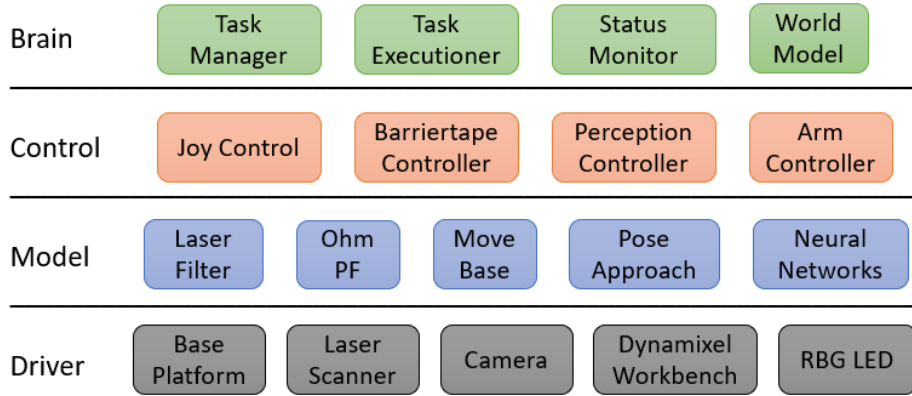 Brain
Task
Manager
Task
Executioner
Status
Monitor
World
Model
Control
Joy Control
Barriertape
Controller
Perception
Controller
Arm
Controller
Model
Laser
Filter
Ohm
PF
Move
Base
Pose
Approach
Neural
Networks
Driver
Base
Platform
Laser
Scanner
Camera
Dynamixel
Workbench
RBG LED